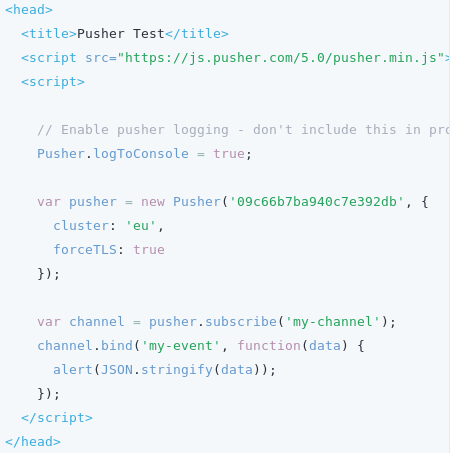 <head>
  <title>Pusher Test</title>
  <script src="https://js.pusher.com/5.0/pusher.min.js">
  <script>

    // Enable pusher logging - don't include this in
    Pusher.logToConsole = true;

    var pusher = new Pusher('09c66b7ba940c7e392db', {
      cluster: 'eu',
      forceTLS: true
    });

    var channel = pusher.subscribe('my-channel');
    channel.bind('my-event', function(data) {
      alert(JSON.stringify(data));
    });
  </script>
</head>